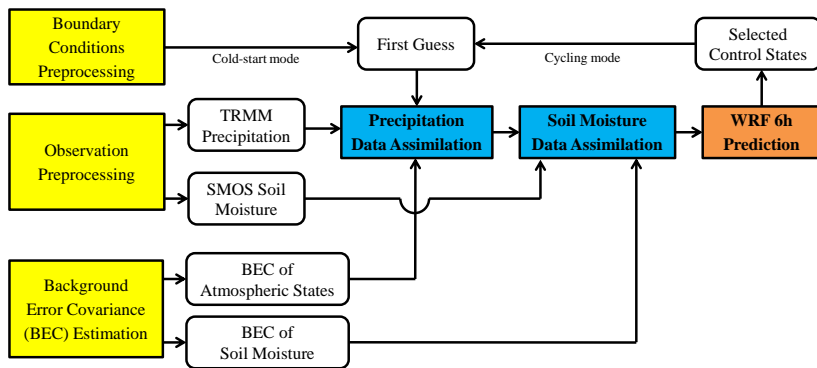 Boundary
Conditions
Preprocessing
Cold-start mode
First Guess
Cycling mode
Selected
Control States
Observation
Preprocessing
TRMM
Precipitation
Precipitation
Data Assimilation
Soil Moisture
Data Assimilation
WRF 6h
Prediction
SMOS Soil
Moisture
Background
Error Covariance
(BEC) Estimation
BEC of
Atmospheric States
BEC of
Soil Moisture